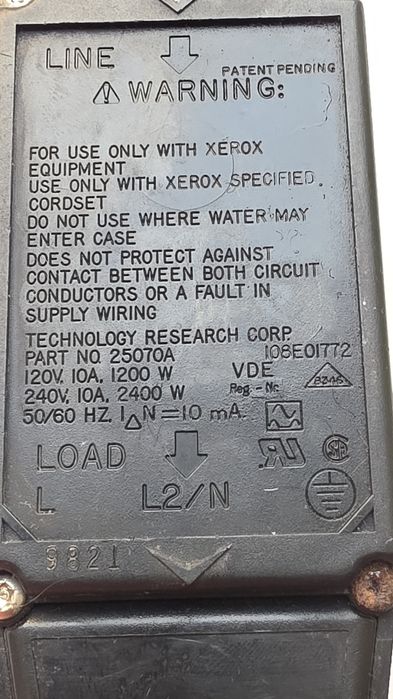 LINE
PATENT PENDING
WARNING:
FOR USE ONLY WITH XEROX
EQUIPMENT
USE ONLY WITH XEROX SPECIFIED
CORDSET
DO NOT USE WHERE WATER MAY
ENTER CASE
DOES NOT PROTECT AGAINST
CONTACT BETWEEN BOTH CIRCUIT
CONDUCTORS OR A FAULT IN
SUPPLY WIRING
TECHNOLOGY RESEARCH CORP.
PART NO. 25070A 108E01772
120V, 10A, 1200 W VDE
240V, 10A, 2400 W Reg.-Nr.
50/60 HZ, I△N=10 mA.
LOAD
L L2/N
9821